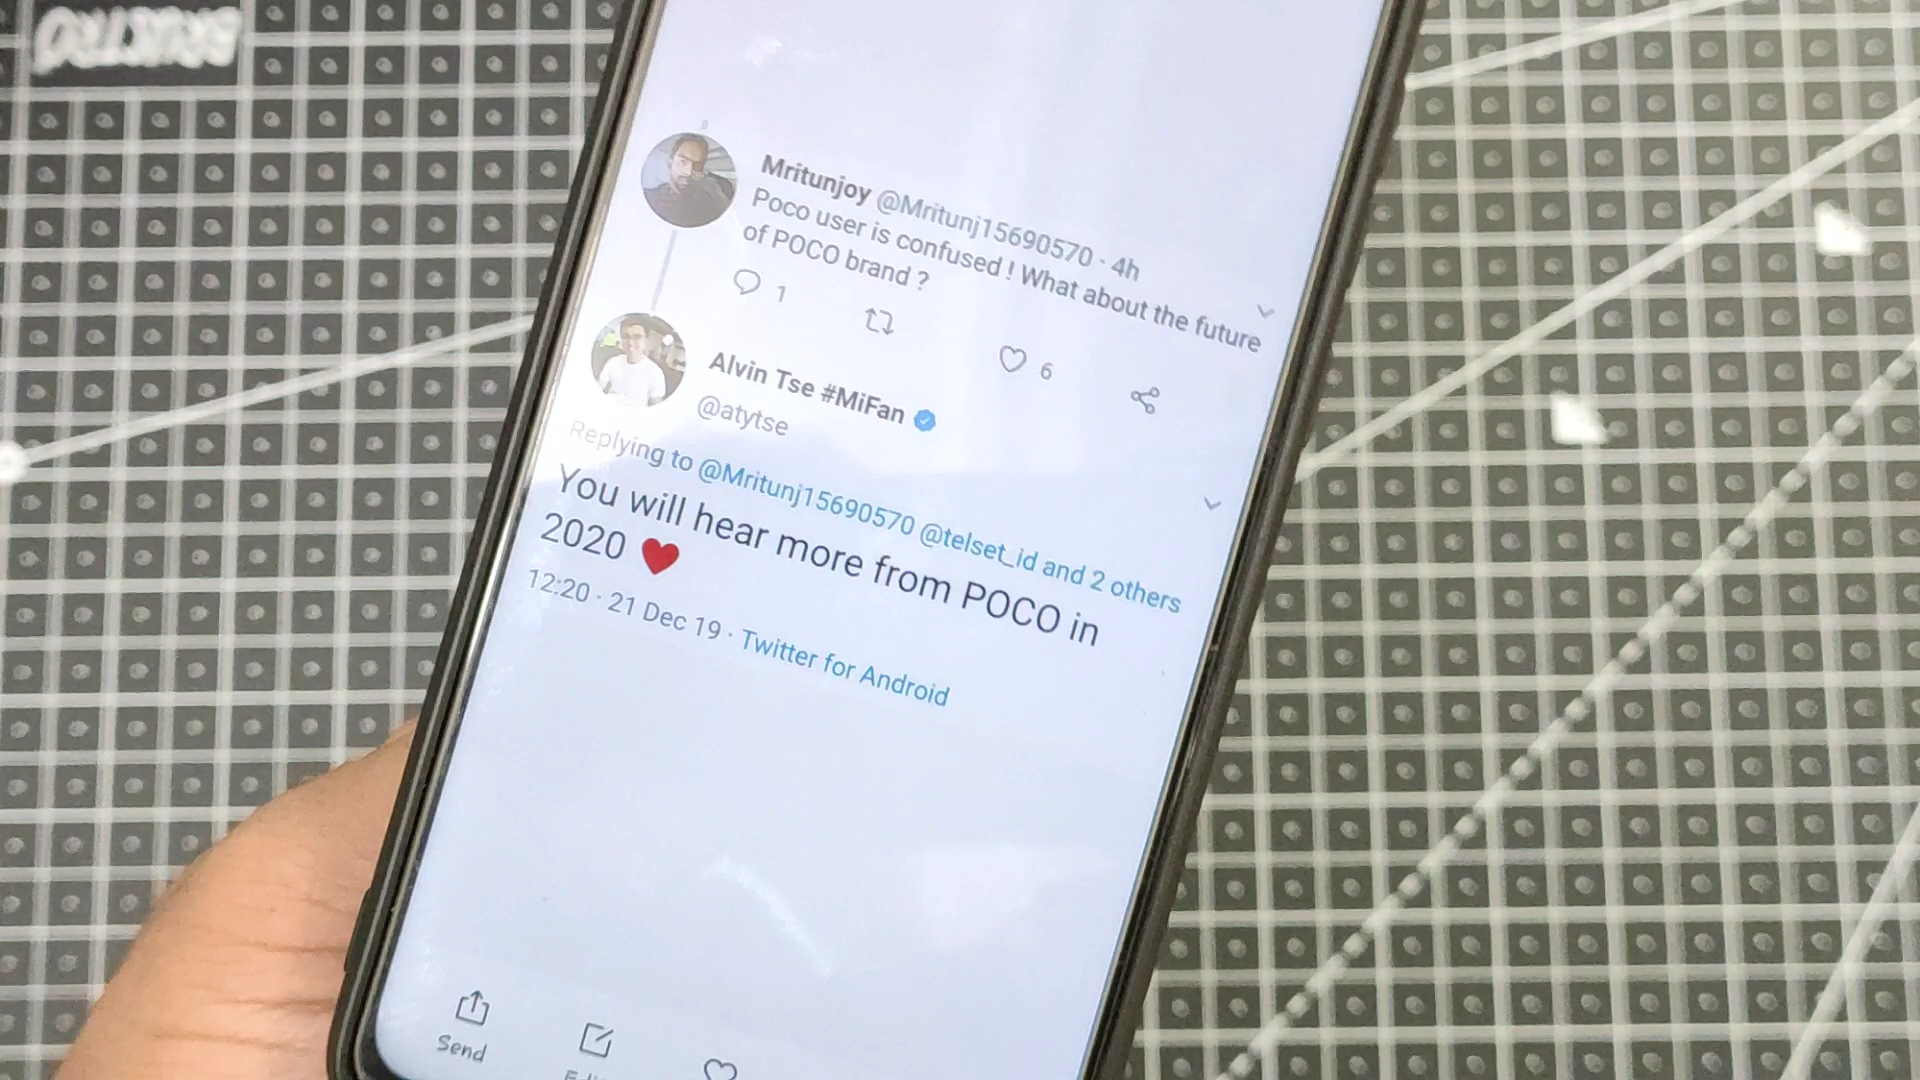 Mritunjoy @Mritunj15690570 · 4h
Poco user is confused ! What about the future
of POCO brand ?
1
6
Alvin Tse #MiFan
@atytse
Replying to @Mritunj15690570 @telset_id and 2 others
You will hear more from POCO in
2020 ❤️
12:20 · 21 Dec 19 · Twitter for Android
Send